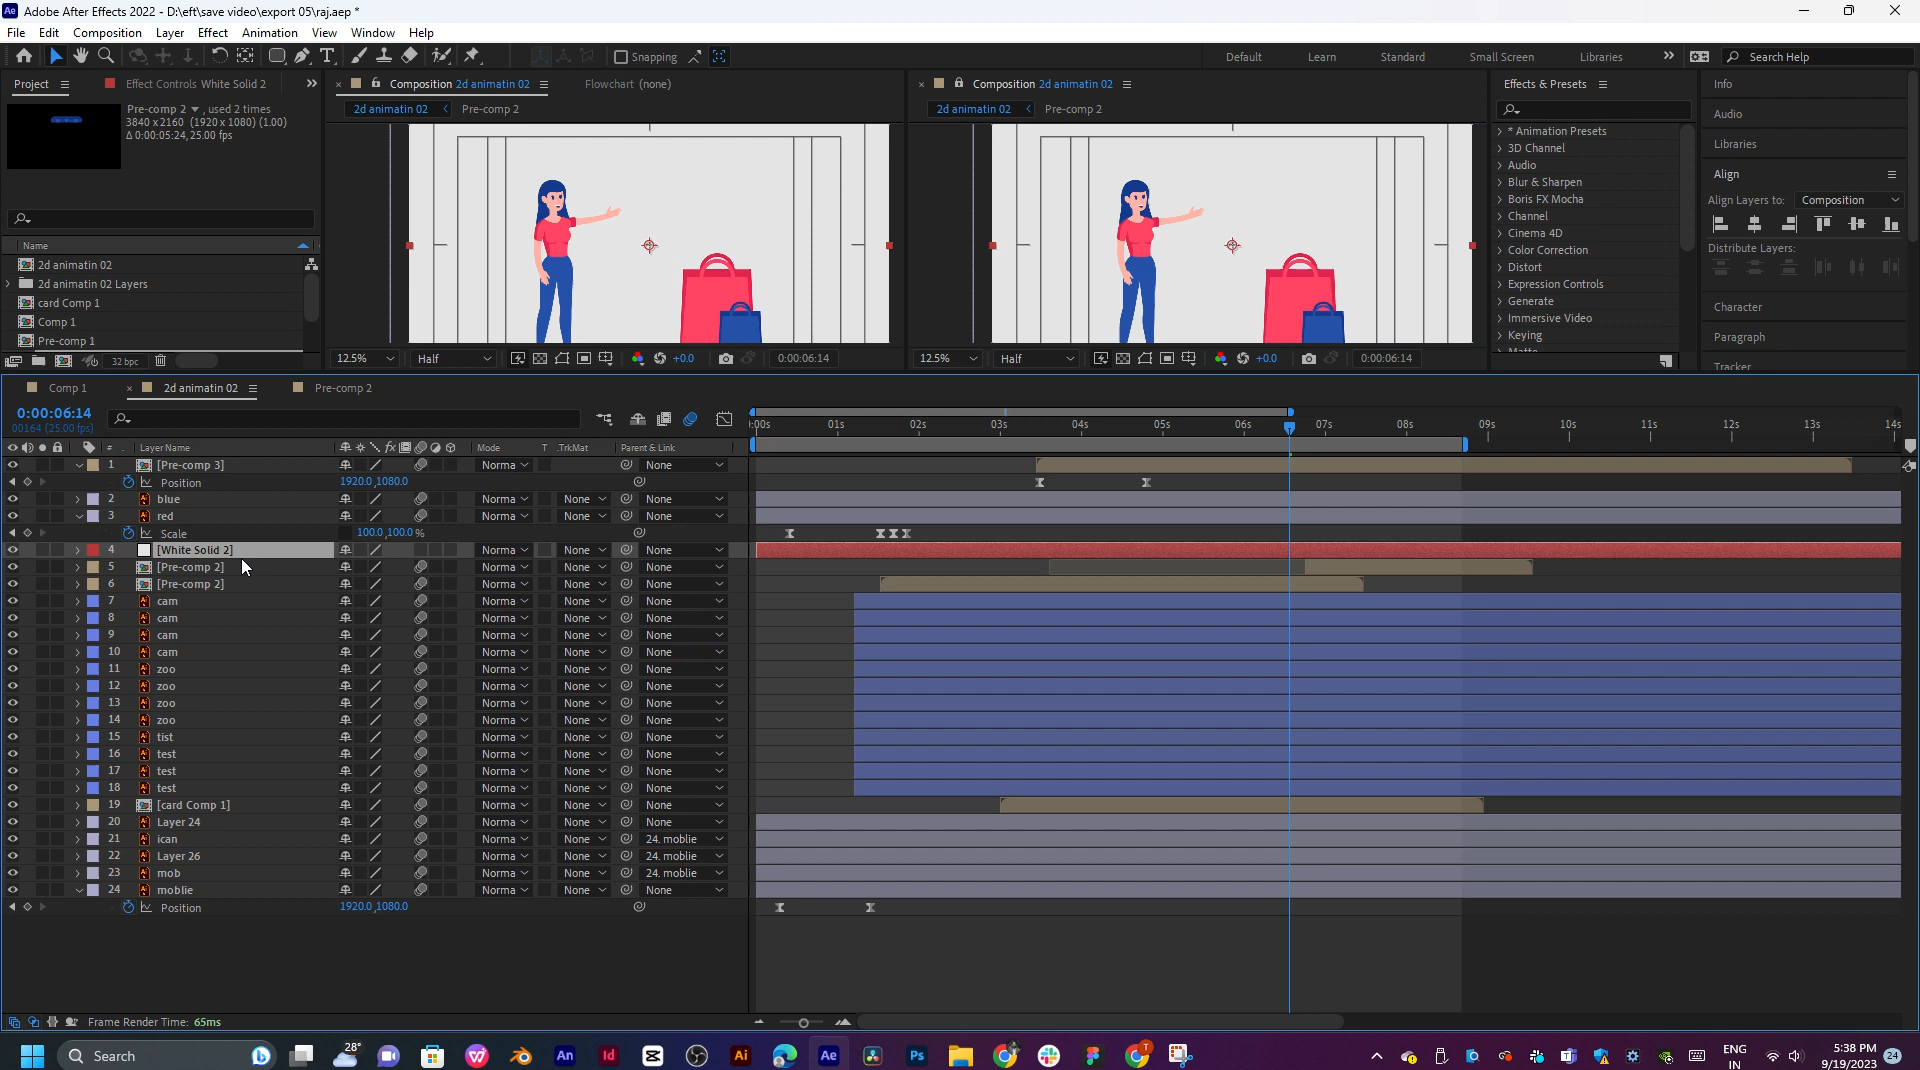 Adobe After Effects 2022 - D:\eft\save video\export 05\raj.aep *
File Edit Composition Layer Effect Animation View Window Help
Snapping Default Learn Standard Small Screen Libraries Search Help
Project Effect Controls White Solid 2 Composition 2d animatin 02 Flowchart (none) Composition 2d animatin 02 Effects & Presets Info
Pre-comp 2 , used 2 times
3840 x 2160 (1920 x 1080) (1.00)
Δ 0:00:05:24, 25.00 fps
2d animatin 02 Pre-comp 2
2d animatin 02 Pre-comp 2
* Animation Presets
3D Channel
Audio
Blur & Sharpen
Boris FX Mocha
Channel
Cinema 4D
Color Correction
Distort
Expression Controls
Generate
Immersive Video
Keying
Matte
Audio
Libraries
Align
Align Layers to: Composition
Distribute Layers:
Character
Paragraph
Tracker
Name
2d animatin 02
2d animatin 02 Layers
card Comp 1
Comp 1
Pre-comp 1
32 bpc
12.5% Half +0.0 0:00:06:14
12.5% Half +0.0 0:00:06:14
Comp 1 2d animatin 02 Pre-comp 2
0:00:06:14
00164 (25.00 fps)
:00s 01s 02s 03s 04s 05s 06s 07s 08s 09s 10s 11s 12s 13s 14s
# Layer Name Mode T .TrkMat Parent & Link
1 [Pre-comp 3] Norma None
Position 1920.0,1080.0
2 blue Norma None None
3 red Norma None None
Scale 100.0,100.0%
4 [White Solid 2] Norma None None
5 [Pre-comp 2] Norma None None
6 [Pre-comp 2] Norma None None
7 cam Norma None None
8 cam Norma None None
9 cam Norma None None
10 cam Norma None None
11 zoo Norma None None
12 zoo Norma None None
13 zoo Norma None None
14 zoo Norma None None
15 tist Norma None None
16 test Norma None None
17 test Norma None None
18 test Norma None None
19 [card Comp 1] Norma None None
20 Layer 24 Norma None None
21 ican Norma None 24. moblie
22 Layer 26 Norma None 24. moblie
23 mob Norma None 24. moblie
24 moblie Norma None None
Position 1920.0,1080.0
Frame Render Time: 65ms
Search 28° An Id Ai Ae Ps T ENG
IN
5:38 PM
9/19/2023 24